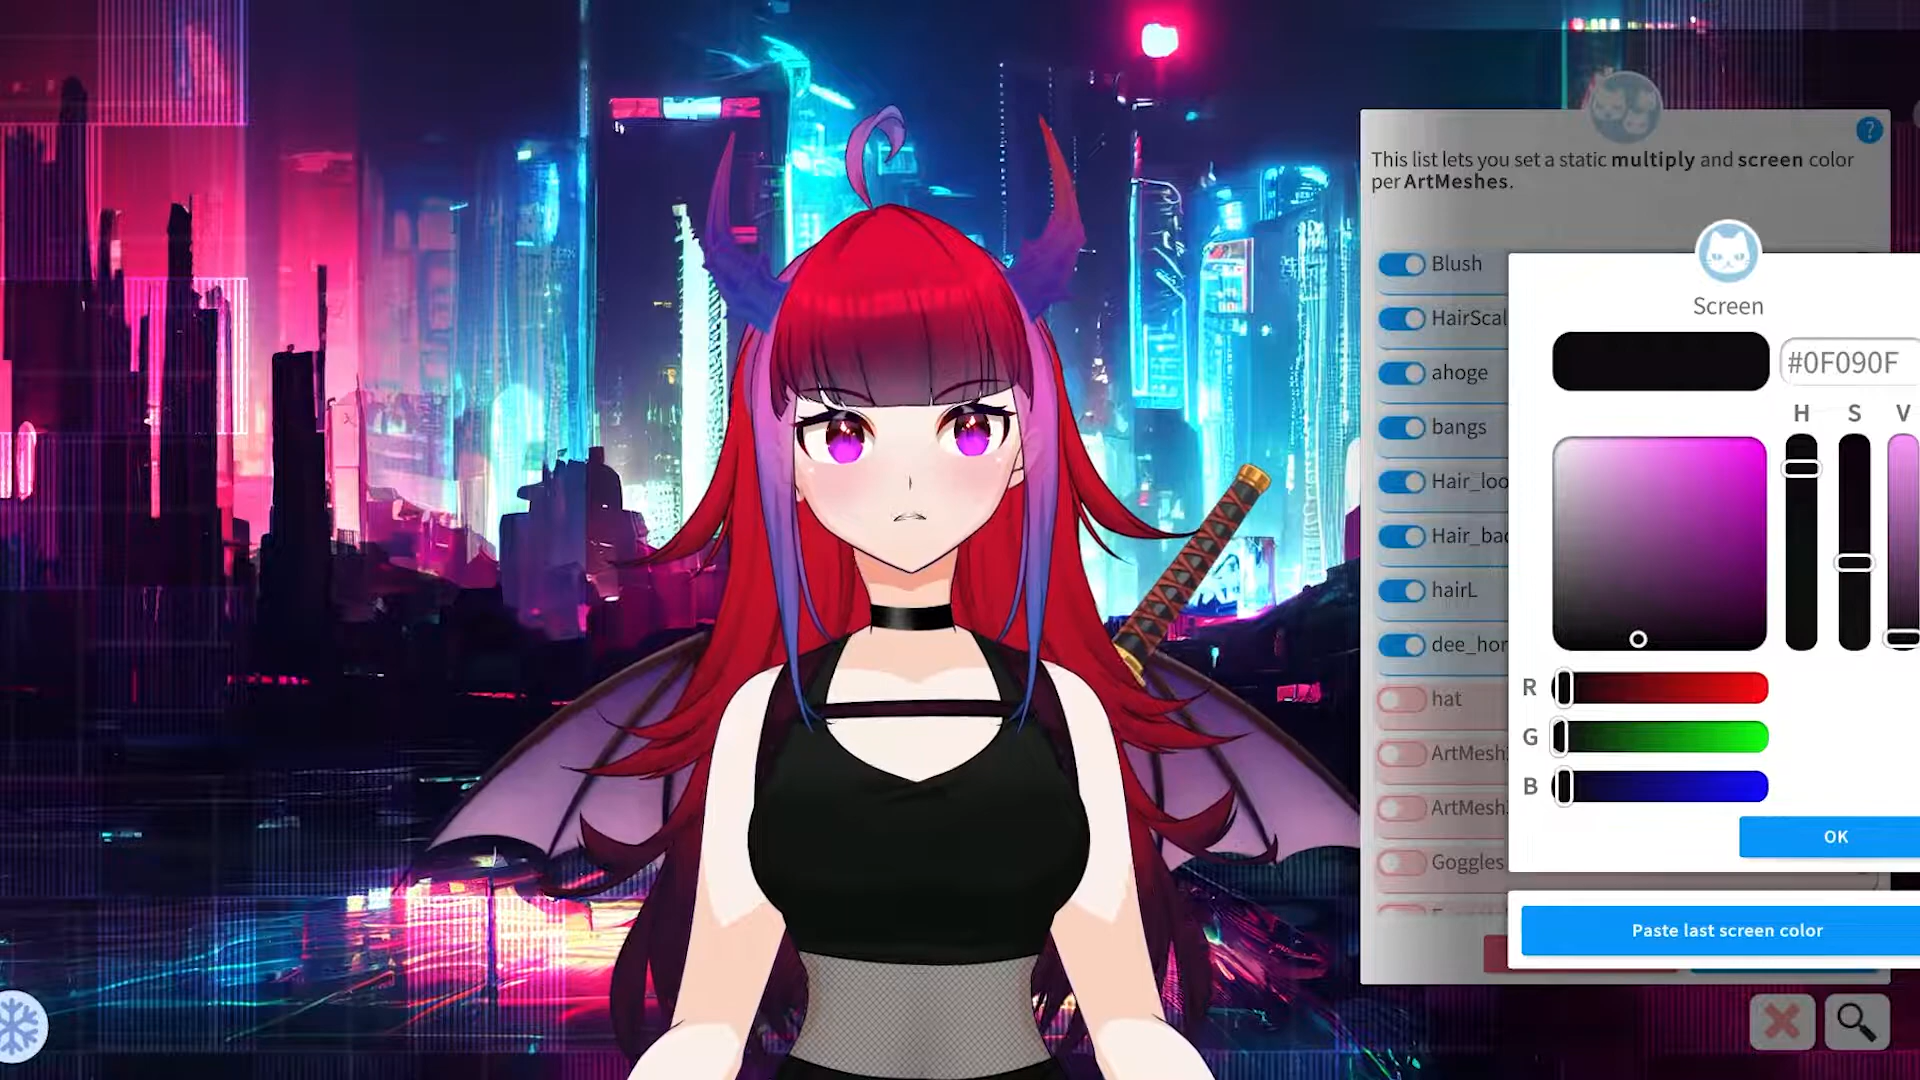 This list lets you set a static multiply and screen color
per ArtMeshes.
?
Blush
HairScal
ahoge
bangs
Hair_loo
Hair_bac
hairL
dee_hor
hat
ArtMesh
ArtMesh
Goggles
Screen
#0F090F
H S V
R
G
B
OK
Paste last screen color